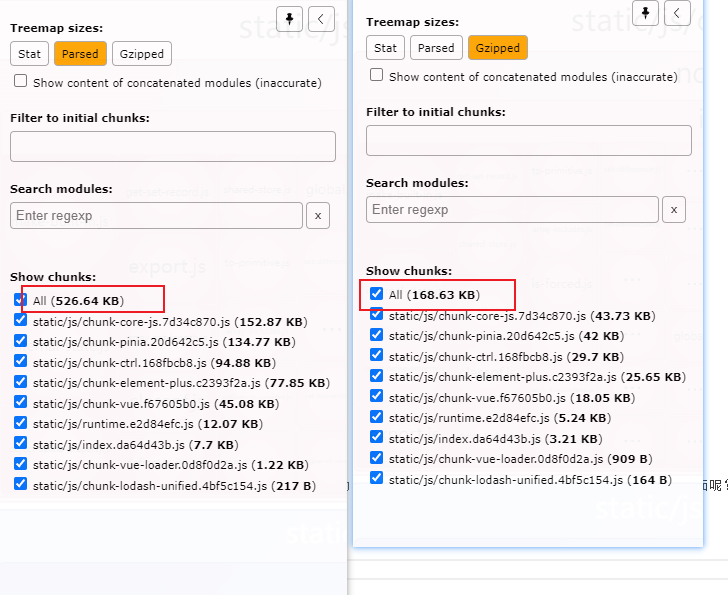 Treemap sizes:
Stat Parsed Gzipped
Show content of concatenated modules (inaccurate)
Filter to initial chunks:
Search modules:
Enter regexp x
Show chunks:
All (526.64 KB)
static/js/chunk-core-js.7d34c870.js (152.87 KB)
static/js/chunk-pinia.20d642c5.js (134.77 KB)
static/js/chunk-ctrl.168fbcb8.js (94.88 KB)
static/js/chunk-element-plus.c2393f2a.js (77.85 KB)
static/js/chunk-vue.f67605b0.js (45.08 KB)
static/js/runtime.e2d84efc.js (12.07 KB)
static/js/index.da64d43b.js (7.7 KB)
static/js/chunk-vue-loader.0d8f0d2a.js (1.22 KB)
static/js/chunk-lodash-unified.4bf5c154.js (217 B)
static/js
export.js
static/js
Treemap sizes:
Stat Parsed Gzipped
Show content of concatenated modules (inaccurate)
Filter to initial chunks:
Search modules:
Enter regexp x
Show chunks:
All (168.63 KB)
static/js/chunk-core-js.7d34c870.js (43.73 KB)
static/js/chunk-pinia.20d642c5.js (42 KB)
static/js/chunk-ctrl.168fbcb8.js (29.7 KB)
static/js/chunk-element-plus.c2393f2a.js (25.65 KB)
static/js/chunk-vue.f67605b0.js (18.05 KB)
static/js/runtime.e2d84efc.js (5.24 KB)
static/js/index.da64d43b.js (3.21 KB)
static/js/chunk-vue-loader.0d8f0d2a.js (909 B)
static/js/chunk-lodash-unified.4bf5c154.js (164 B)
static/js/c
static/js
呢